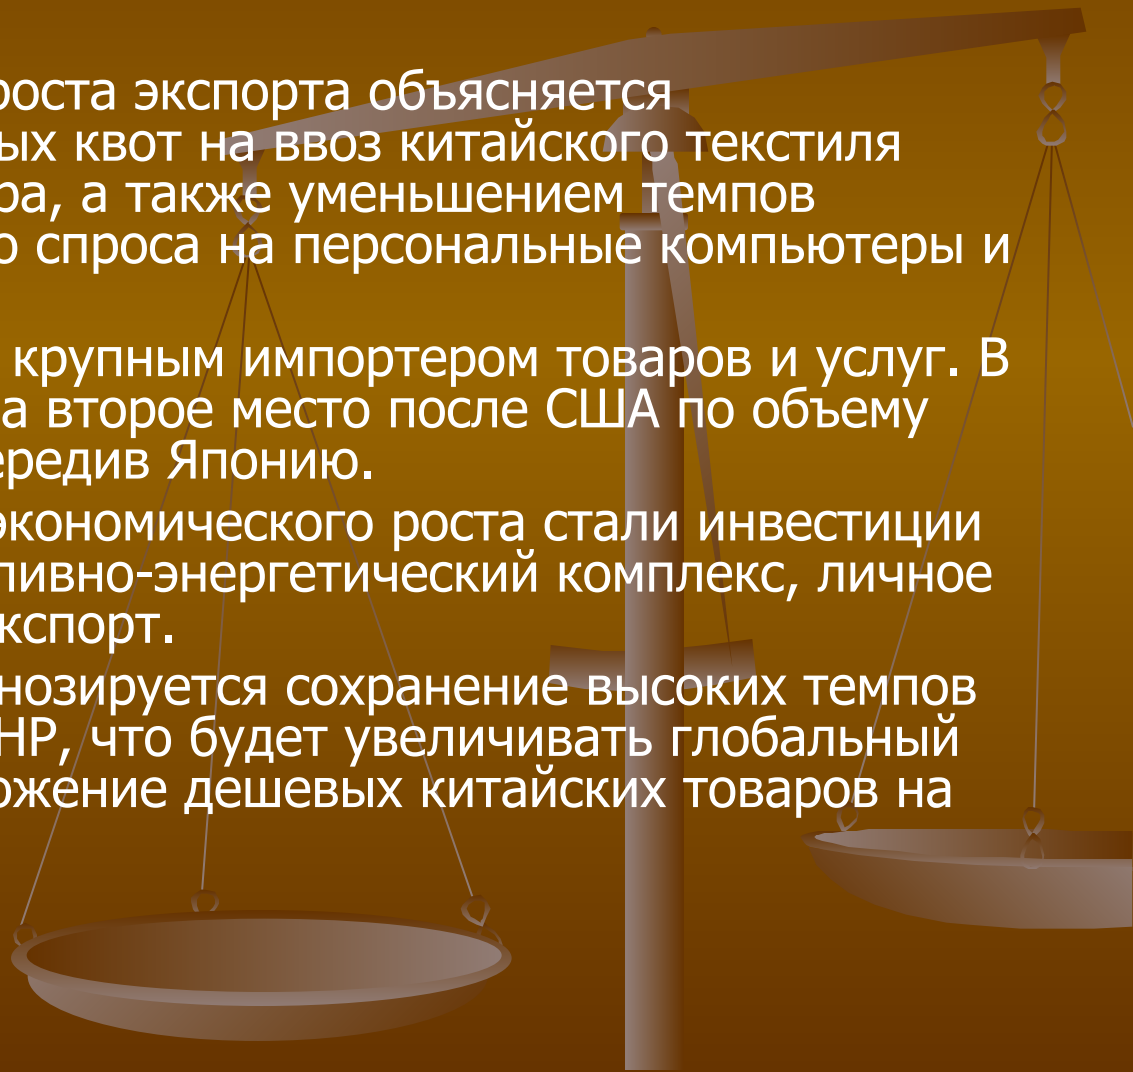 роста экспорта объясняется
ых квот на ввоз китайского текстиля
ра, а также уменьшением темпов
о спроса на персональные компьютеры и
крупным импортером товаров и услуг. В
а второе место после США по объему
ередив Японию.
экономического роста стали инвестиции
пливно-энергетический комплекс, личное
кспорт.
нозируется сохранение высоких темпов
НР, что будет увеличивать глобальный
ожение дешевых китайских товаров на